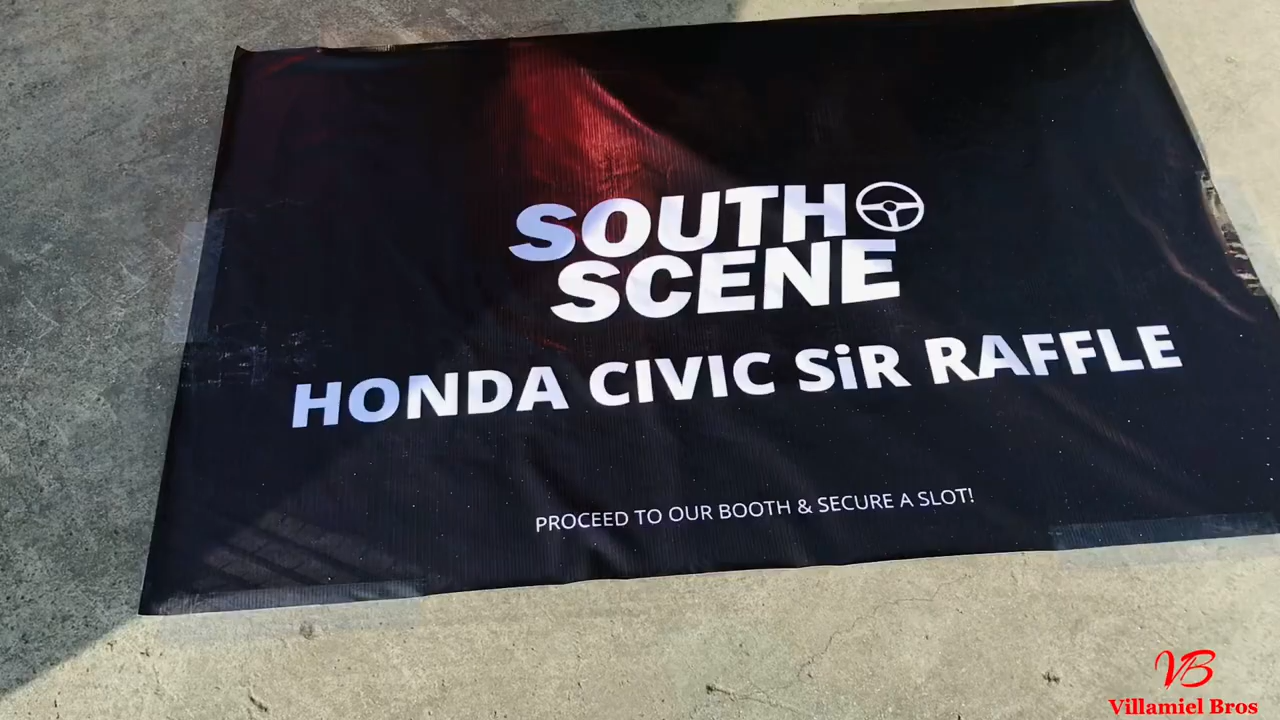 SOUTH
SCENE
HONDA CIVIC SiR RAFFLE
PROCEED TO OUR BOOTH & SECURE A SLOT!
VB
Villamiel Bros